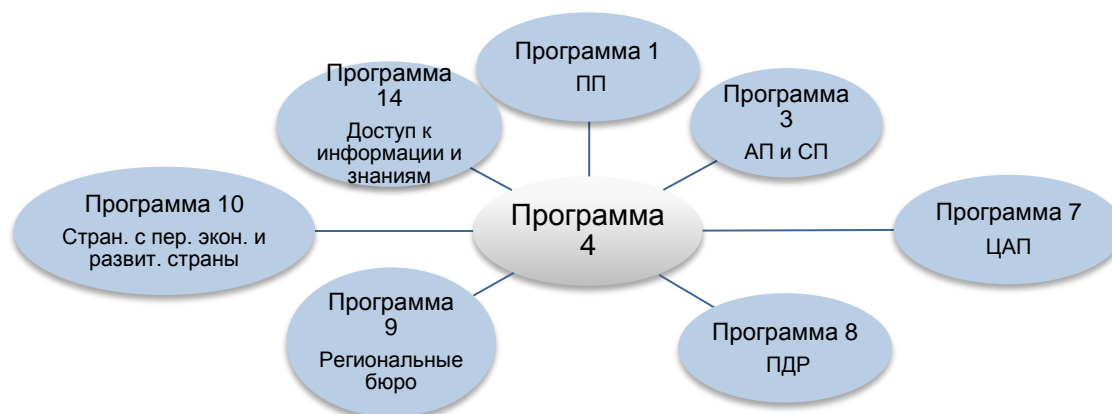 Программа 1
ПП
Программа
14
Доступ к
информации и
знаниям
Программа
3
АП и СП
Программа 10
Стран. с пер. экон. и
развит. страны
Программа
4
Программа 7
ЦАП
Программа
9
Региональные
бюро
Программа 8
ПДР